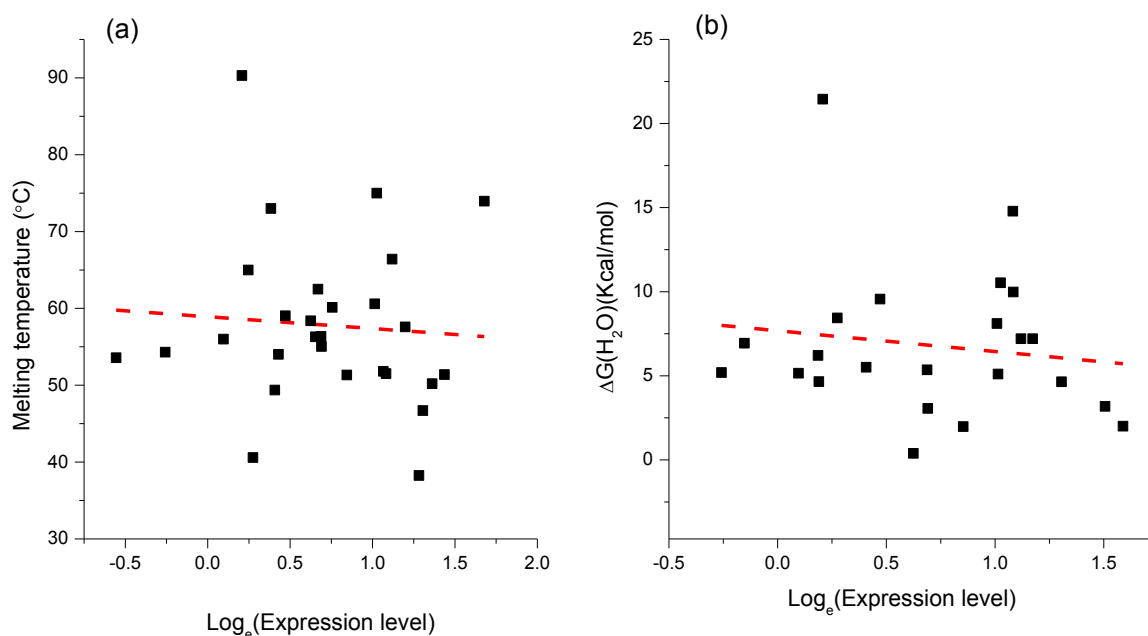 (a)
90
80
70
60
50
40
30
Melting temperature (°C)
-0.5 0.0 0.5 1.0 1.5 2.0
Logₑ(Expression level)
(b)
25
20
15
10
5
0
ΔG(H₂O)(Kcal/mol)
-0.5 0.0 0.5 1.0 1.5
Logₑ(Expression level)